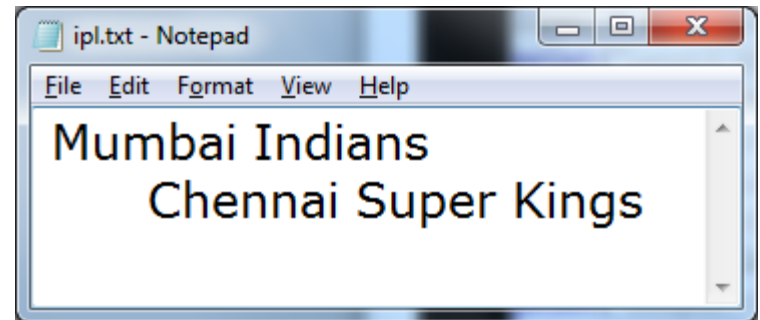 ipl.txt - Notepad
File Edit Format View Help
Mumbai Indians
Chennai Super Kings